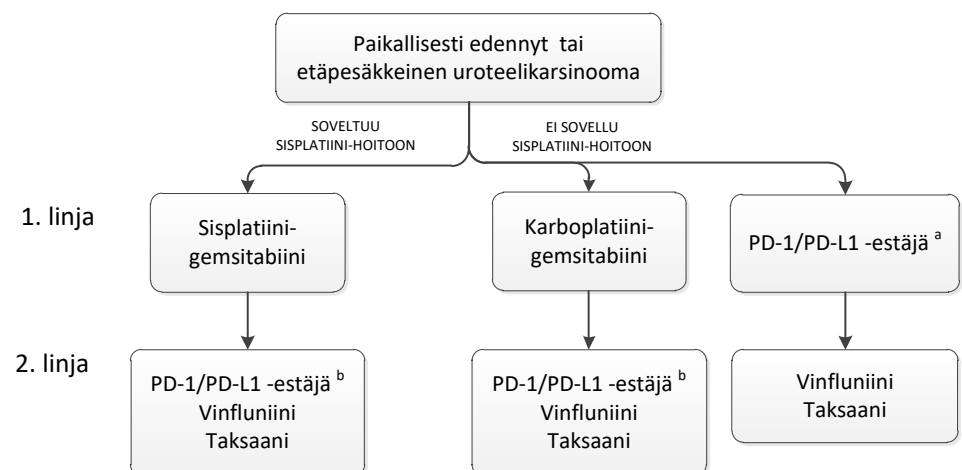 Paikallisesti edennyt tai
etäpesäkkeinen uroteelikarsinooma
SOVELTUU
SISPLATIINI-HOITOON
EI SOVELLU
SISPLATIINI-HOITOON
1. linja
Sisplatiini-
gemsitabiini
Karboplatiini-
gemsitabiini
PD-1/PD-L1 -estäjä a
2. linja
PD-1/PD-L1 -estäjä b
Vinfluniini
Taksaani
PD-1/PD-L1 -estäjä b
Vinfluniini
Taksaani
Vinfluniini
Taksaani